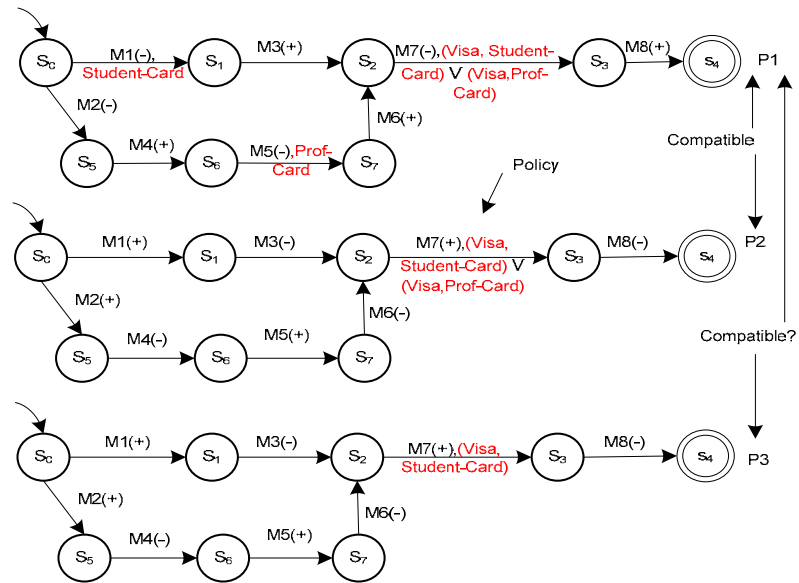 M1(-),
Student-Card
M3(+)
M7(-),(Visa, Student-
Card) V (Visa,Prof-
Card)
M8(+)
S0
S1
S2
S3
s4
P1
M2(-)
M6(+)
M4(+)
M5(-),Prof-
Card
S5
S6
S7
Compatible
Policy
M1(+)
M3(-)
M7(+),(Visa,
Student-Card) V
(Visa,Prof-Card)
M8(-)
S0
S1
S2
S3
s4
P2
M2(+)
M6(-)
M4(-)
M5(+)
S5
S6
S7
Compatible?
M1(+)
M3(-)
M7(+),(Visa,
Student-Card)
M8(-)
S0
S1
S2
S3
s4
P3
M2(+)
M6(-)
M4(-)
M5(+)
S5
S6
S7